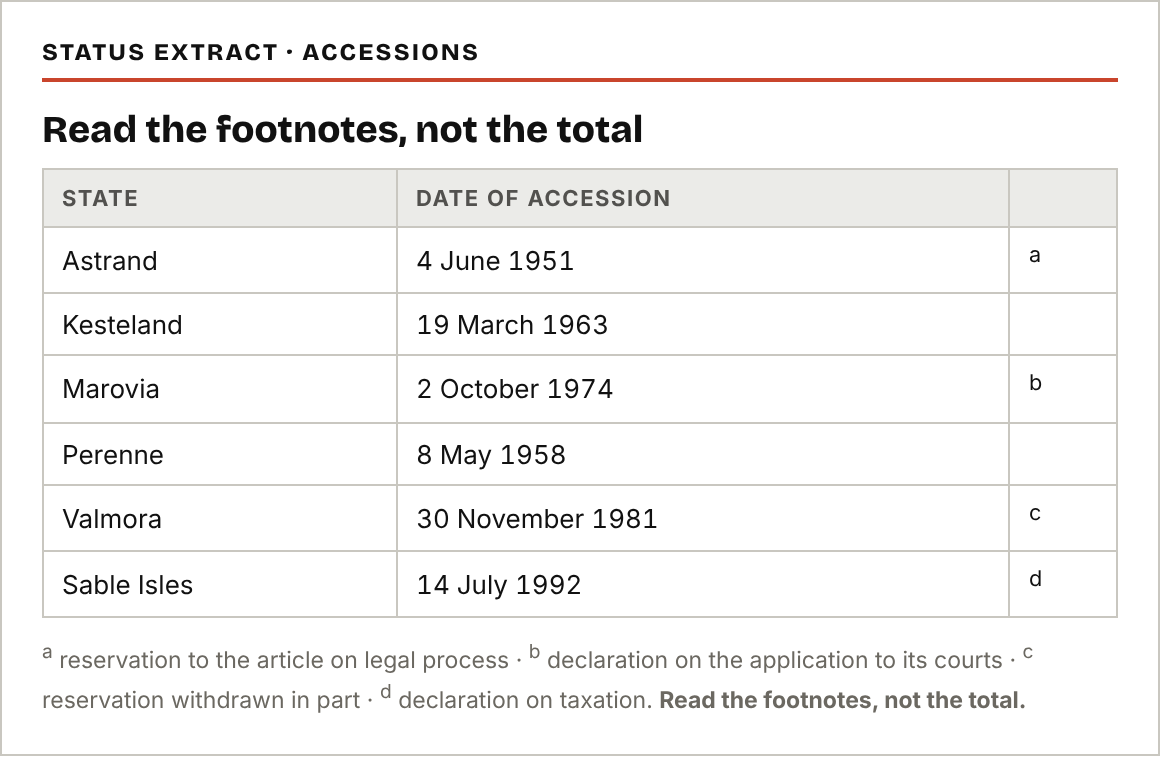 STATUS EXTRACT · ACCESSIONS
Read the footnotes, not the total
STATE DATE OF ACCESSION
Astrand 4 June 1951 a
Kesteland 19 March 1963
Marovia 2 October 1974 b
Perenne 8 May 1958
Valmora 30 November 1981 c
Sable Isles 14 July 1992 d
a reservation to the article on legal process · b declaration on the application to its courts · c
reservation withdrawn in part · d declaration on taxation. Read the footnotes, not the total.